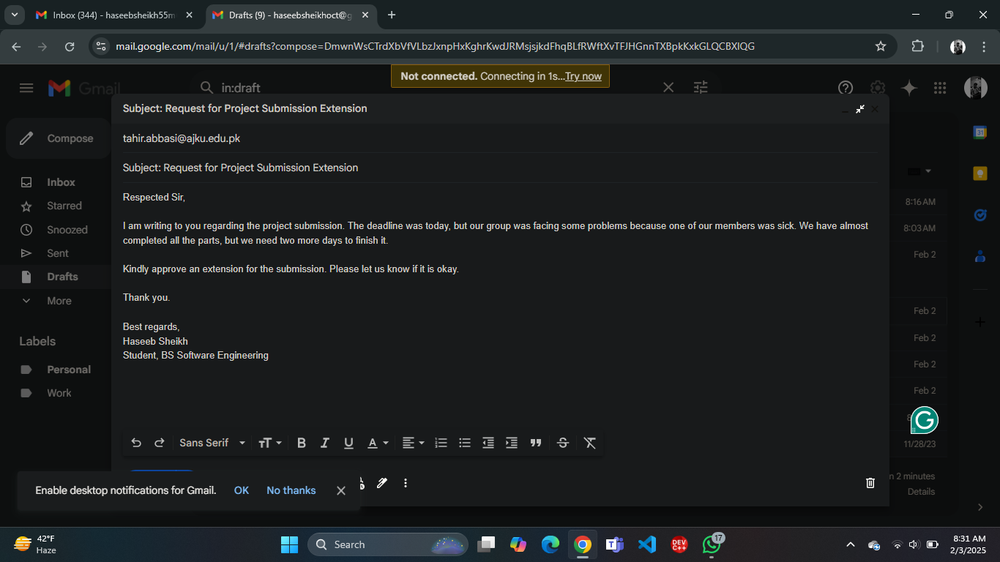 Inbox (344) - haseebsheikh55m
Drafts (9) - haseebsheikhoct@g
mail.google.com/mail/u/1/#drafts?compose=DmwnWsCTrdXbVfVLbzJxnpHxKghrKwdJRMsjsjkdFhqBLfRWftXvTFJHGnnTXBpkKxkGLQCBXlQG
Not connected. Connecting in 1s...Try now
Gmail
in:draft
Compose
Inbox
Starred
Snoozed
Sent
Drafts
More
Labels
Personal
Work
Subject: Request for Project Submission Extension
tahir.abbasi@ajku.edu.pk
Subject: Request for Project Submission Extension
Respected Sir,
I am writing to you regarding the project submission. The deadline was today, but our group was facing some problems because one of our members was sick. We have almost
completed all the parts, but we need two more days to finish it.
Kindly approve an extension for the submission. Please let us know if it is okay.
Thank you.
Best regards,
Haseeb Sheikh
Student, BS Software Engineering
Sans Serif
8:16 AM
8:03 AM
Feb 2
Feb 2
Feb 2
Feb 2
Feb 2
11/28/23
2 minutes
Details
31
G
Enable desktop notifications for Gmail.
OK
No thanks
42°F
Haze
Search
DEV
C++
17
8:31 AM
2/3/2025